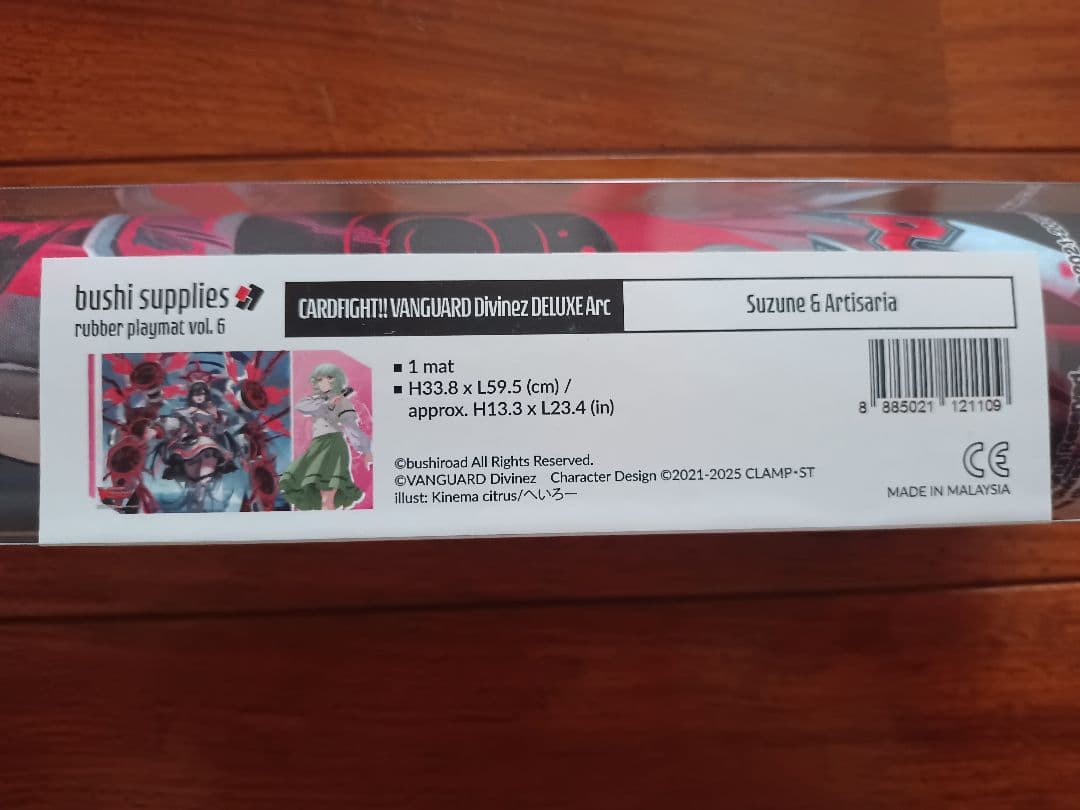 bushi supplies
rubber playmat vol. 6
CARDFIGHT!! VANGUARD Divinez DELUXE Arc
Suzune & Artisaria
■ 1 mat
■ H33.8 x L59.5 (cm) /
approx. H13.3 x L23.4 (in)
©bushiroad All Rights Reserved.
©VANGUARD Divinez Character Design ©2021-2025 CLAMP・ST
illust: Kinema citrus/へいろー
8 885021 121109
CE
MADE IN MALAYSIA